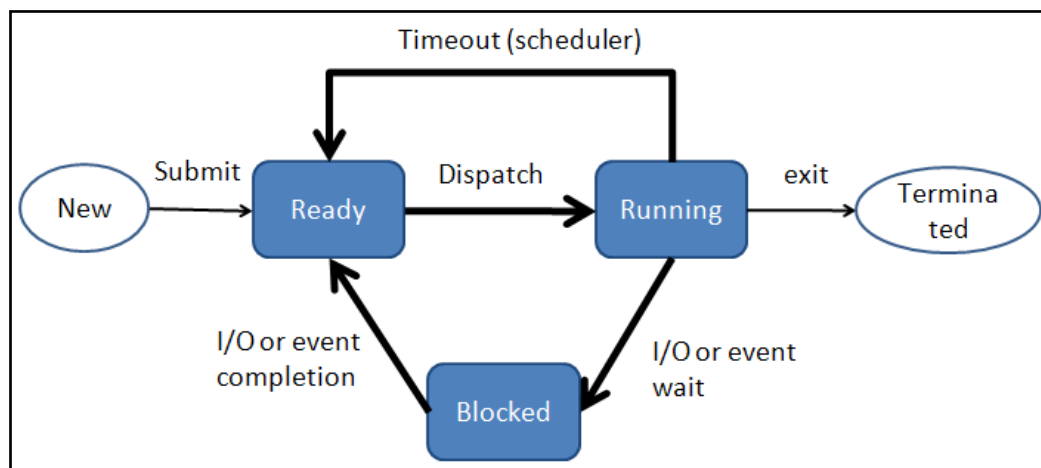 Timeout (scheduler)
Submit
Dispatch
exit
New
Ready
Running
Termina
ted
I/O or event
completion
I/O or event
wait
Blocked